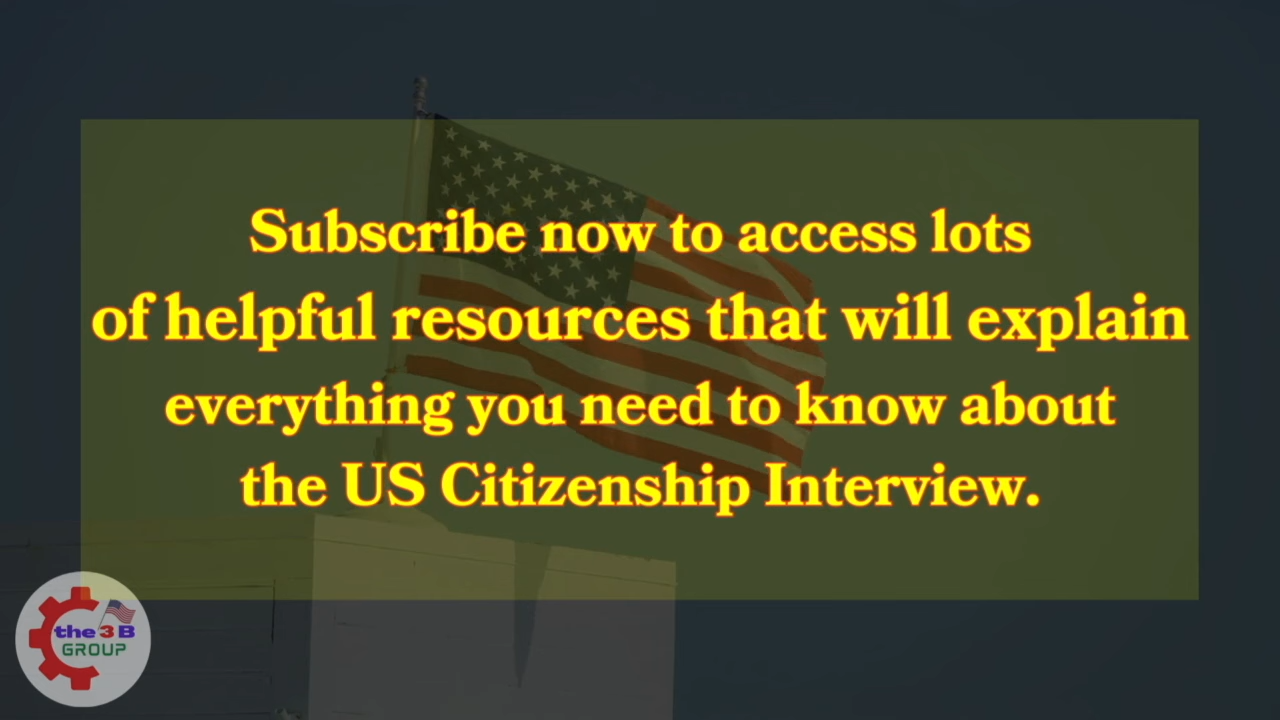 Subscribe now to access lots
of helpful resources that will explain
everything you need to know about
the US Citizenship Interview.
the 3 B
GROUP